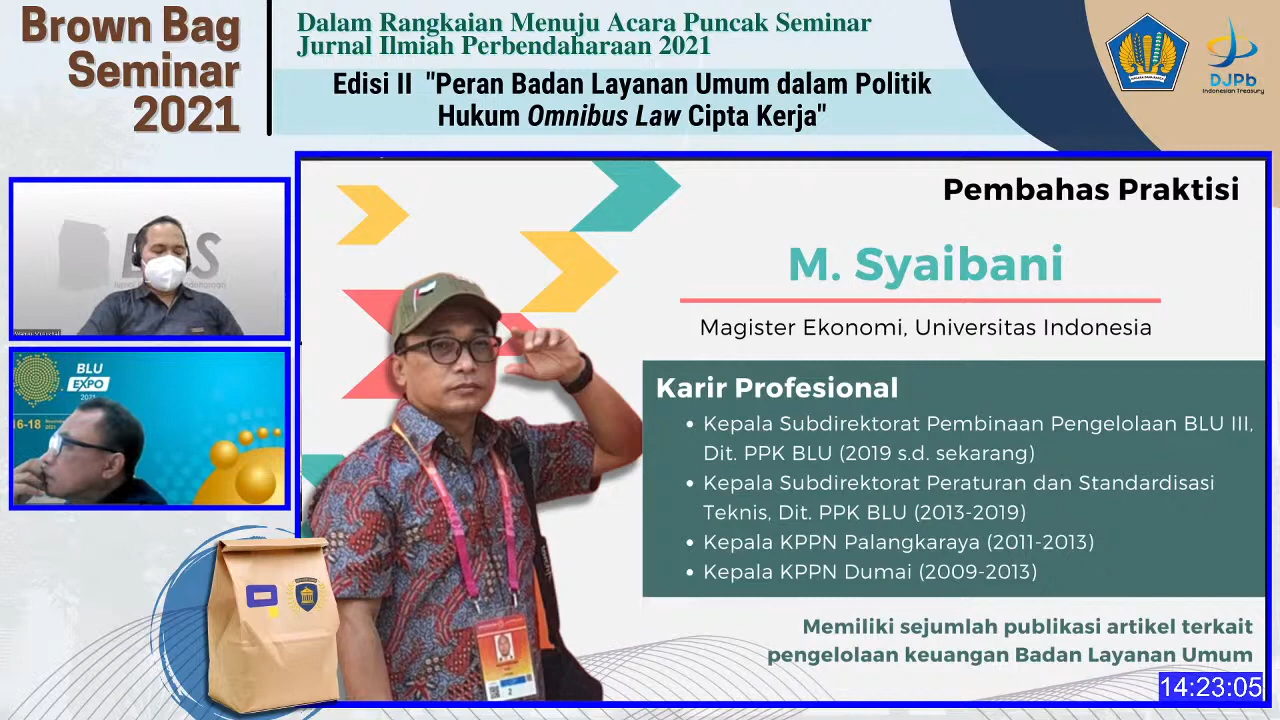 Brown Bag
Seminar
2021
Dalam Rangkaian Menuju Acara Puncak Seminar
Jurnal Ilmiah Perbendaharaan 2021
Edisi II "Peran Badan Layanan Umum dalam Politik
Hukum Omnibus Law Cipta Kerja"
DJPb
Indonesian Treasury
BLU
EXPO
2021
16-18
Pembahas Praktisi
M. Syaibani
Magister Ekonomi, Universitas Indonesia
Karir Profesional
• Kepala Subdirektorat Pembinaan Pengelolaan BLU III,
Dit. PPK BLU (2019 s.d. sekarang)
• Kepala Subdirektorat Peraturan dan Standardisasi
Teknis, Dit. PPK BLU (2013-2019)
• Kepala KPPN Palangkaraya (2011-2013)
• Kepala KPPN Dumai (2009-2013)
Memiliki sejumlah publikasi artikel terkait
pengelolaan keuangan Badan Layanan Umum
14:23:05